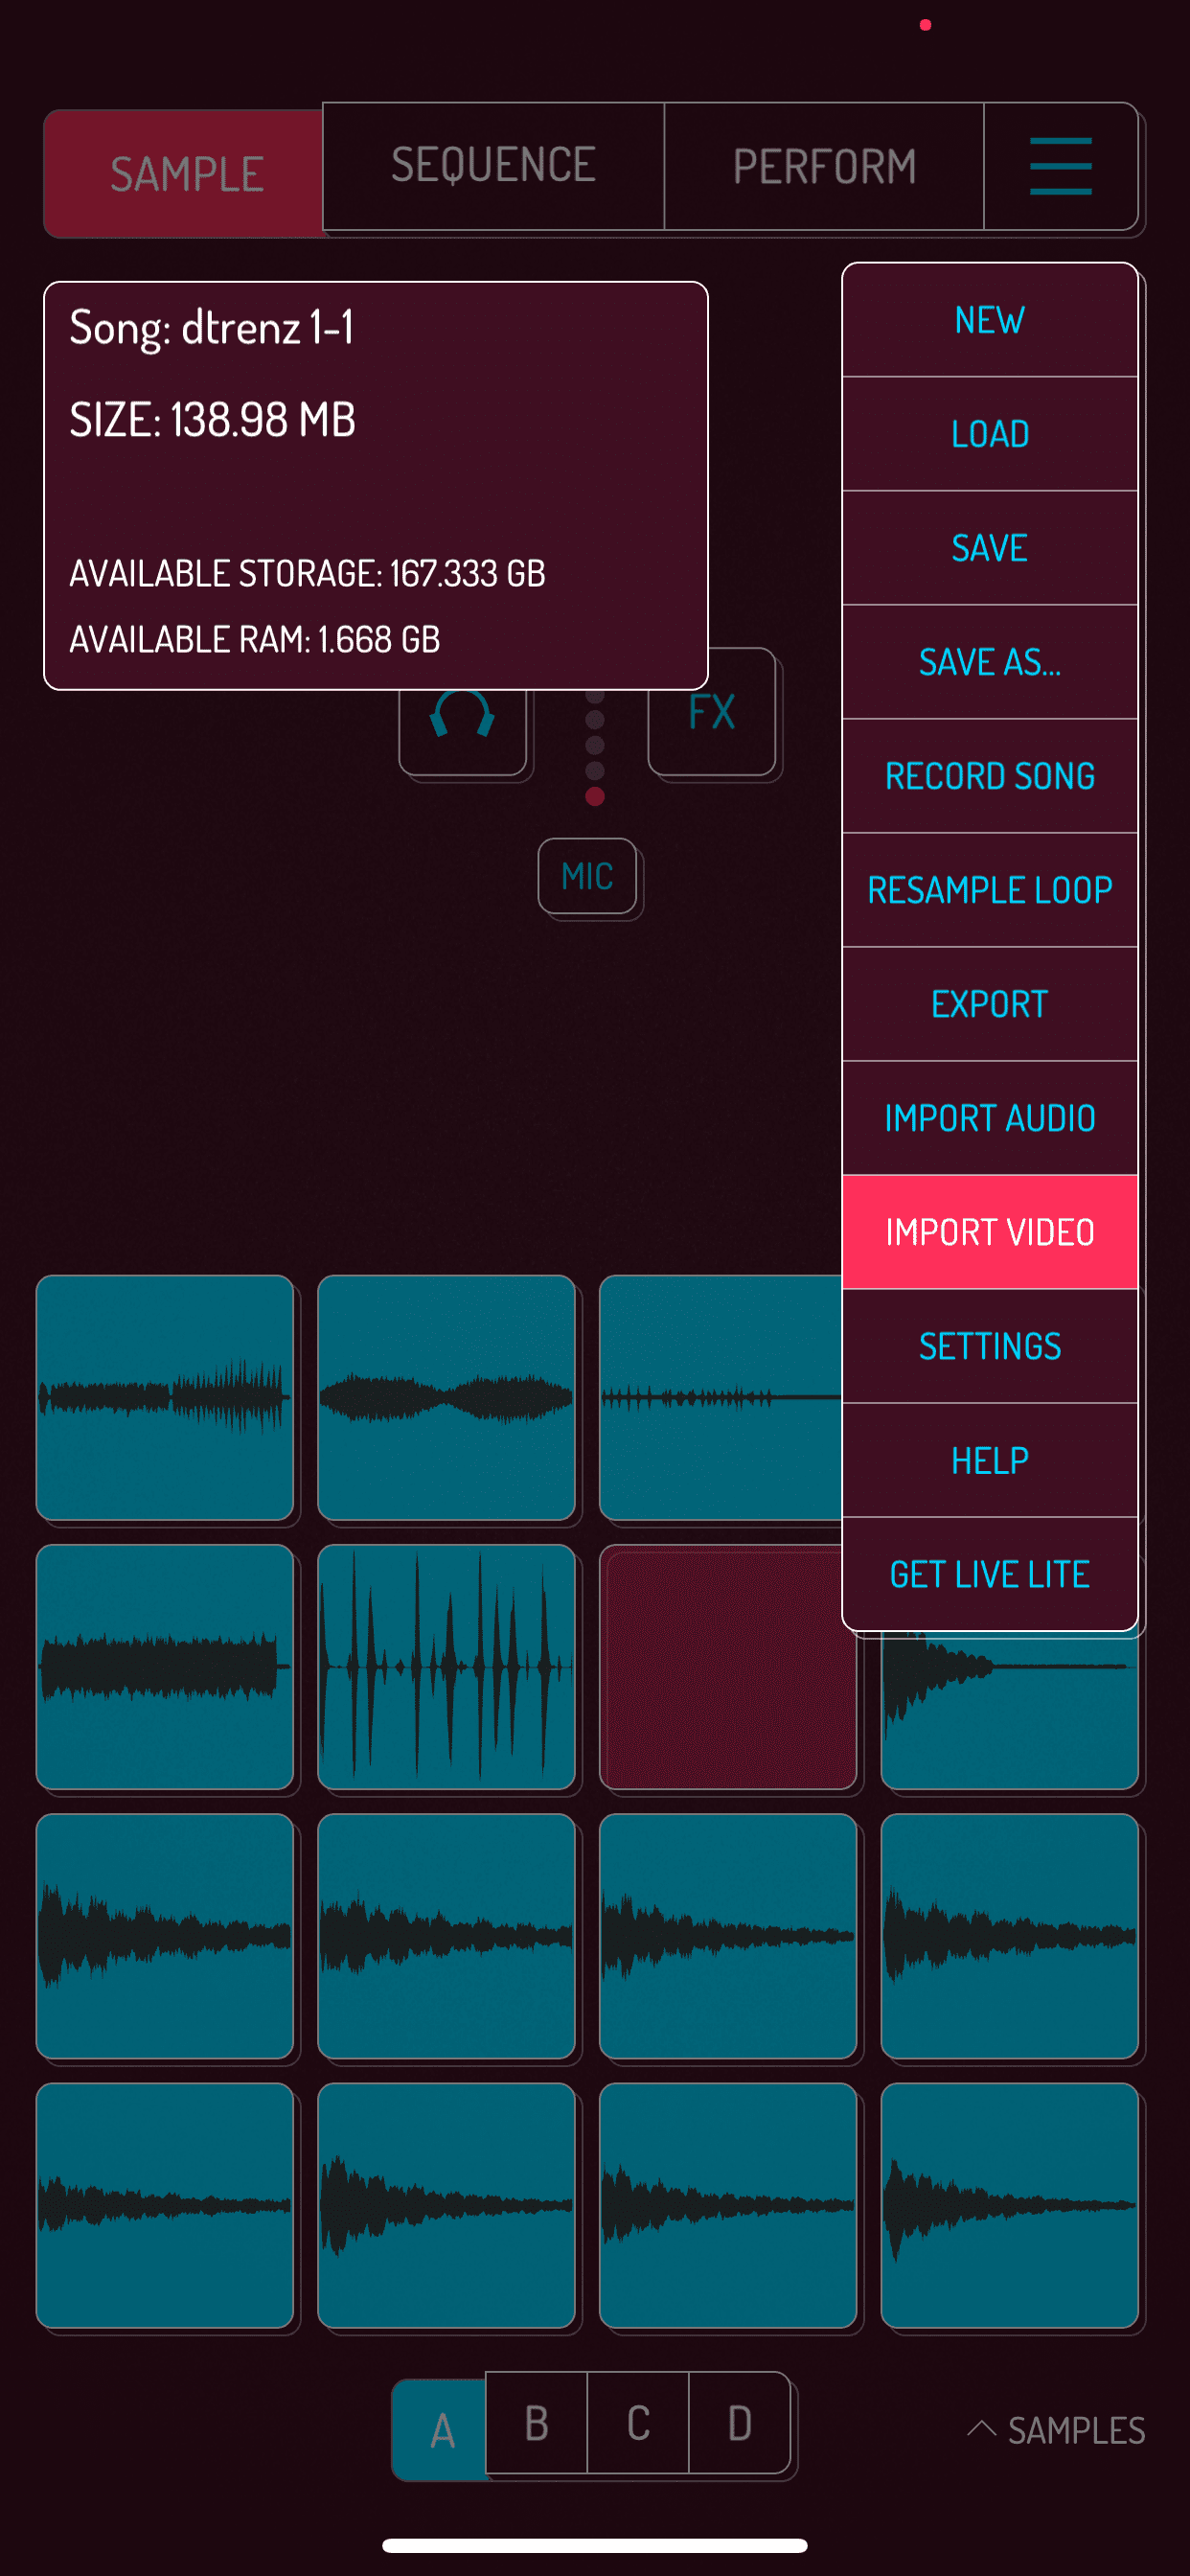 SAMPLE
SEQUENCE
PERFORM
Song: dtrenz 1-1
SIZE: 138.98 MB
AVAILABLE STORAGE: 167.333 GB
AVAILABLE RAM: 1.668 GB
NEW
LOAD
SAVE
SAVE AS...
RECORD SONG
RESAMPLE LOOP
EXPORT
IMPORT AUDIO
IMPORT VIDEO
SETTINGS
HELP
GET LIVE LITE
FX
MIC
A
B
C
D
SAMPLES